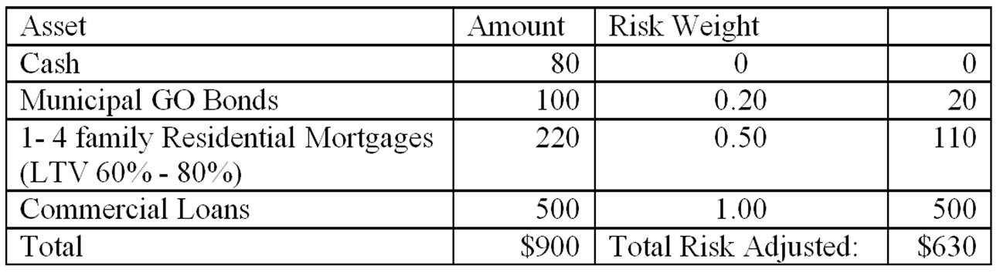 Asset Amount Risk Weight
Cash 80 0 0
Municipal GO Bonds 100 0.20 20
1- 4 family Residential Mortgages 220 0.50 110
(LTV 60% - 80%)
Commercial Loans 500 1.00 500
Total $900 Total Risk Adjusted: $630